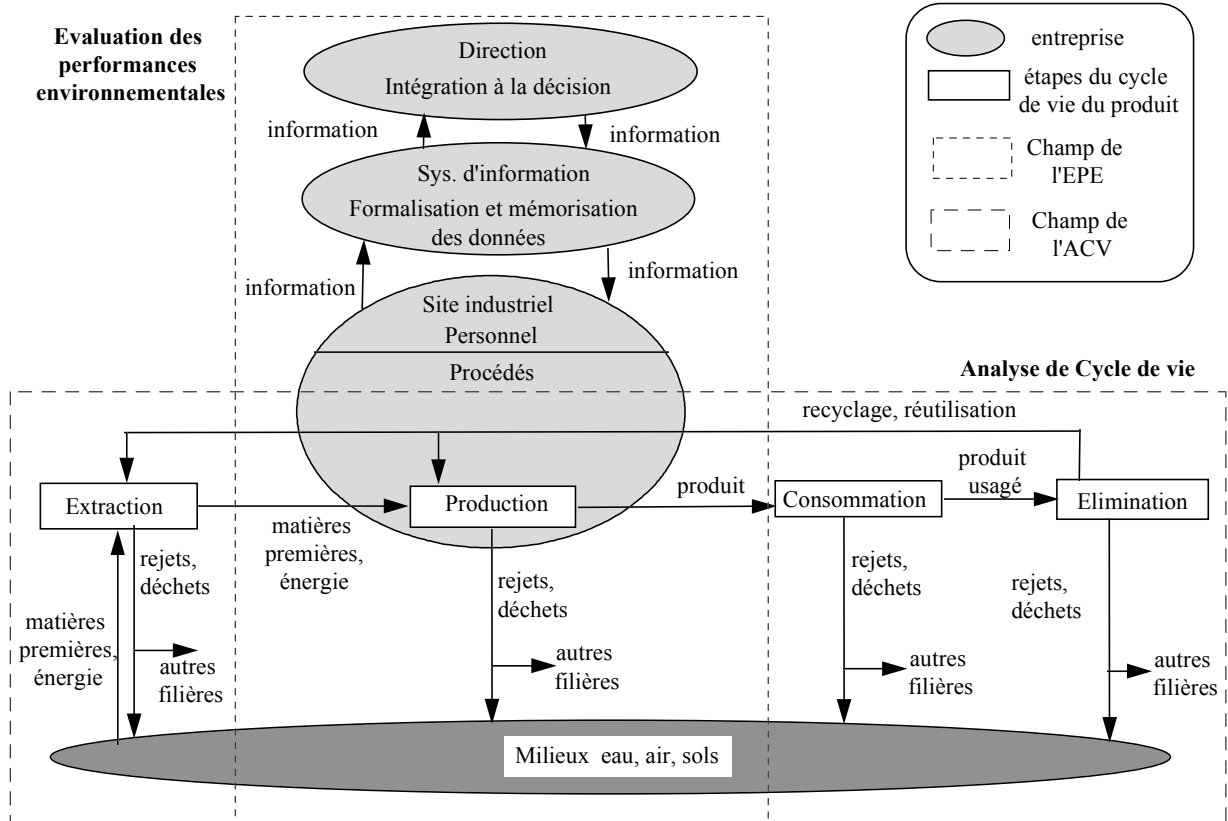 Evaluation des
performances
environnementales
Direction
Intégration à la décision
information
information
Sys. d'information
Formalisation et mémorisation
des données
information
information
Site industriel
Personnel
Procédés
entreprise
étapes du cycle
de vie du produit
Champ de
l'EPE
Champ de
l'ACV
Analyse de Cycle de vie
recyclage, réutilisation
Extraction
matières
premières,
énergie
Production
produit
Consommation
produit
usagé
Elimination
rejets,
déchets
matières
premières,
énergie
autres
filières
rejets,
déchets
autres
filières
rejets,
déchets
autres
filières
rejets,
déchets
autres
filières
Milieux eau, air, sols